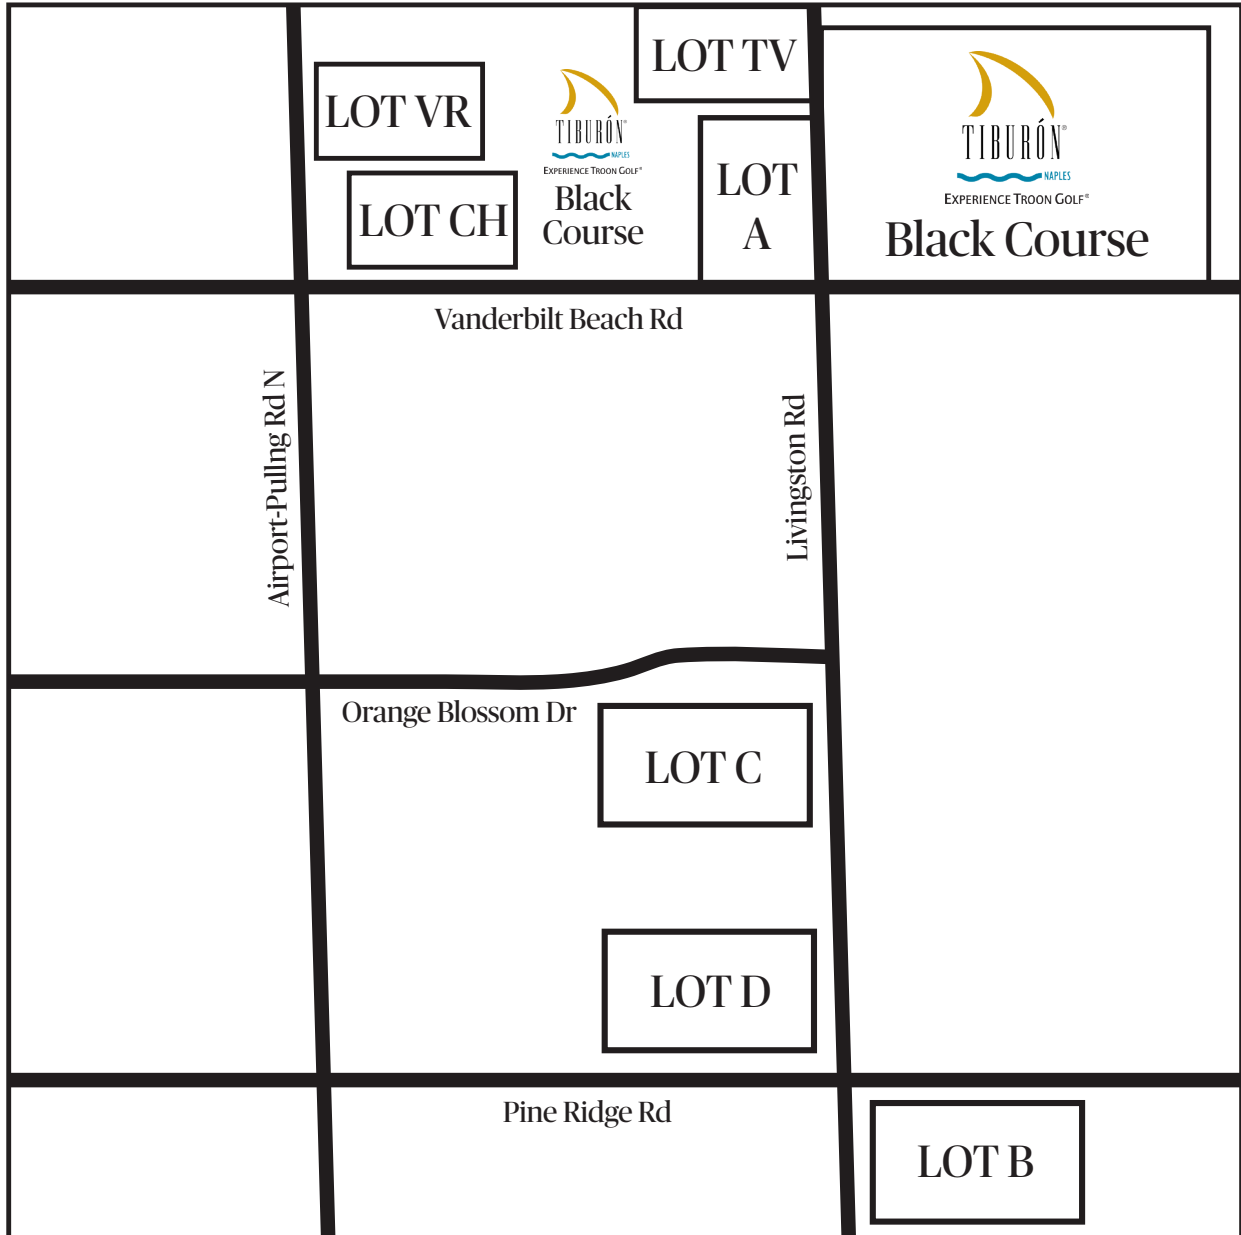 LOT TV
LOT VR
TIBURÓN®
NAPLES
EXPERIENCE TROON GOLF®
Black
Course
LOT CH
LOT
A
TIBURÓN®
NAPLES
EXPERIENCE TROON GOLF®
Black Course
Vanderbilt Beach Rd
Airport-Pullng Rd N
Livingston Rd
Orange Blossom Dr
LOT C
LOT D
Pine Ridge Rd
LOT B